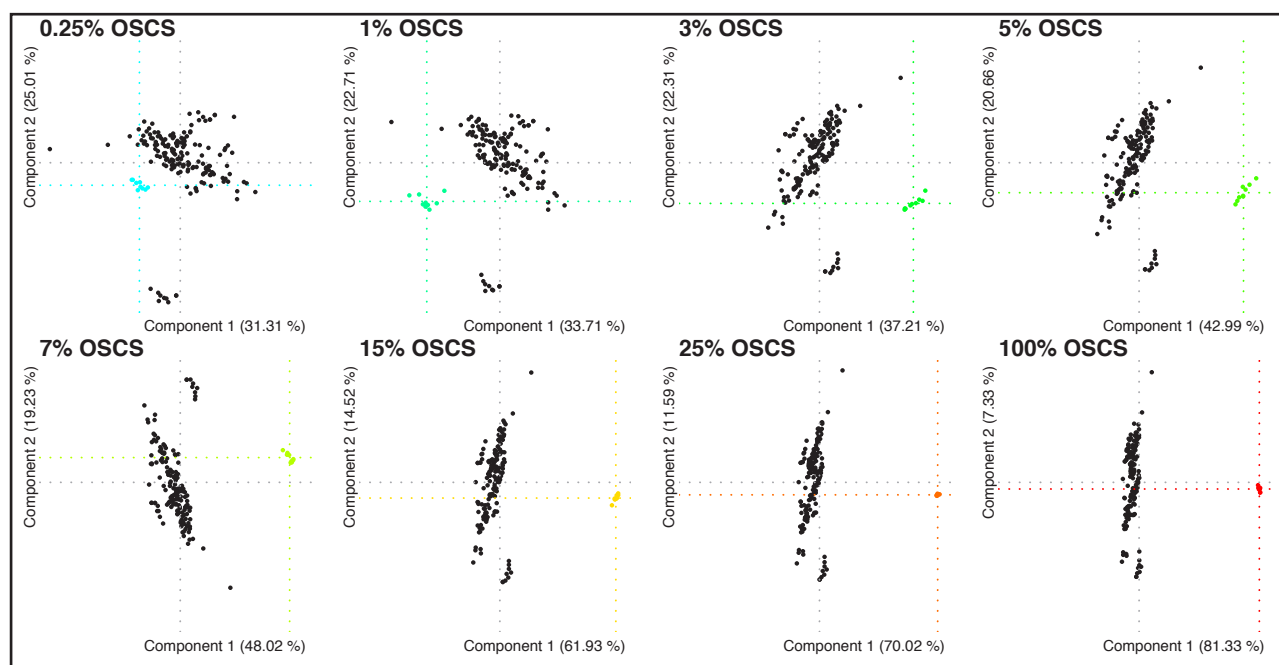 0.25% OSCS
1% OSCS
3% OSCS
5% OSCS
Component 2 (25.01 %)
Component 2 (22.71 %)
Component 2 (22.31 %)
Component 2 (20.66 %)
Component 1 (31.31 %)
Component 1 (33.71 %)
Component 1 (37.21 %)
Component 1 (42.99 %)
7% OSCS
15% OSCS
25% OSCS
100% OSCS
Component 2 (19.23 %)
Component 2 (14.52 %)
Component 2 (11.59 %)
Component 2 (7.33 %)
Component 1 (48.02 %)
Component 1 (61.93 %)
Component 1 (70.02 %)
Component 1 (81.33 %)